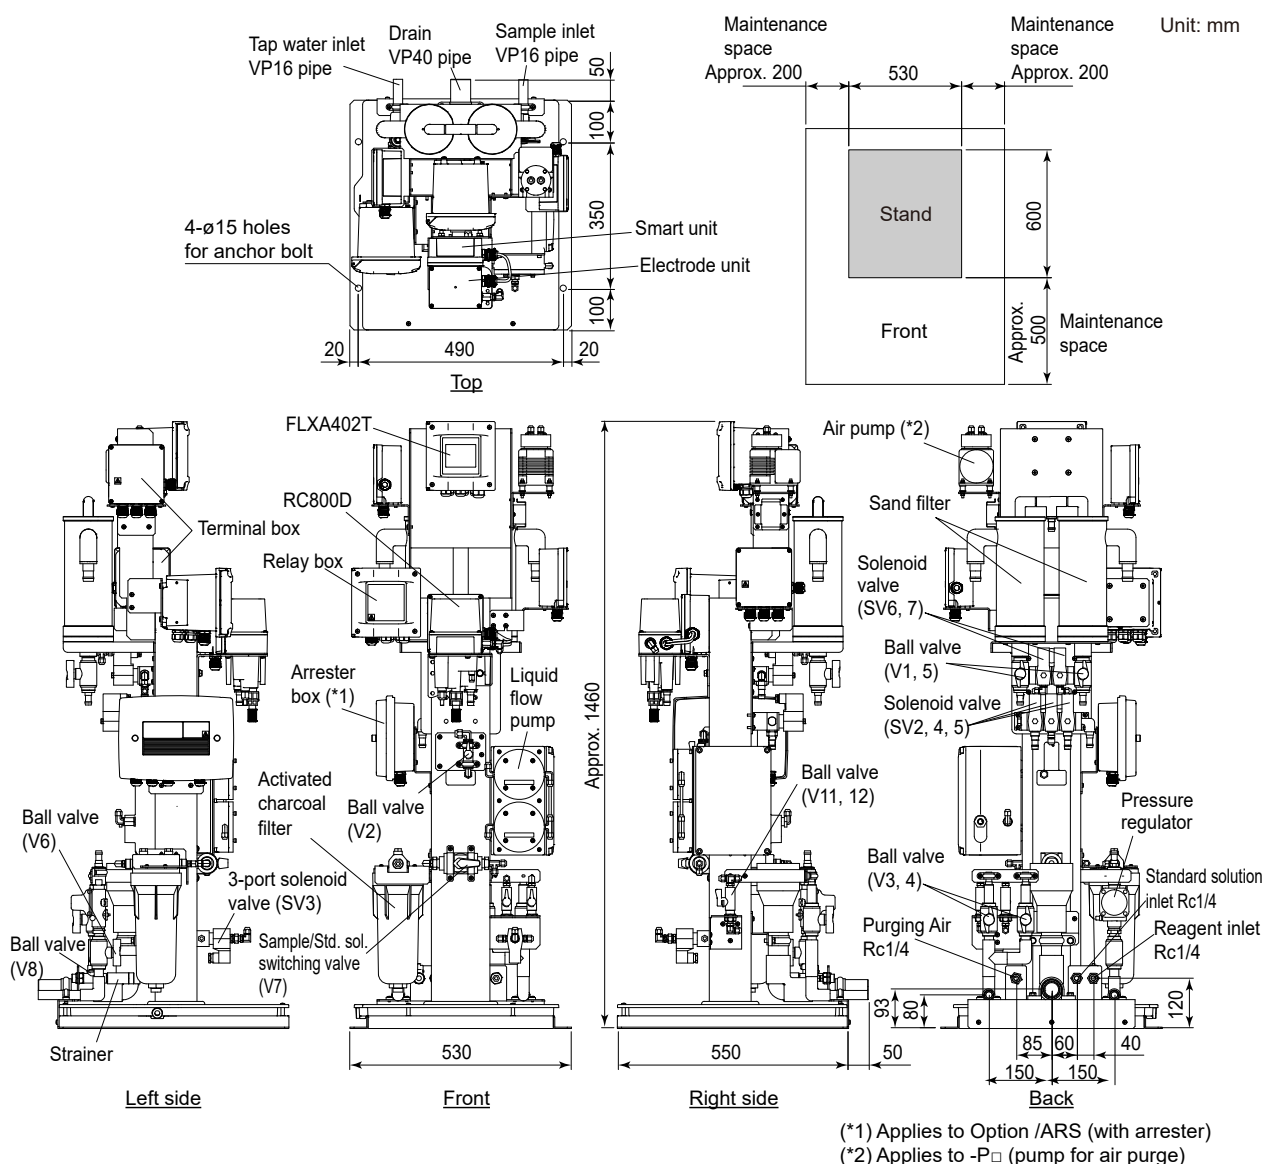 Unit: mm
Tap water inlet
VP16 pipe
Drain
VP40 pipe
Sample inlet
VP16 pipe
50
100
350
100
4-ø15 holes
for anchor bolt
Smart unit
Electrode unit
20
490
20
Top
Maintenance
space
Approx. 200
530
Maintenance
space
Approx. 200
Stand
600
Front
Approx.
500
Maintenance
space
Terminal box
Ball valve
(V6)
Ball valve
(V8)
3-port solenoid
valve (SV3)
Strainer
Left side
FLXA402T
RC800D
Relay box
Arrester
box (*1)
Liquid
flow
pump
Activated
charcoal
filter
Ball valve
(V2)
Sample/Std. sol.
switching valve
(V7)
530
Front
Approx. 1460
Ball valve
(V11, 12)
550
50
Right side
Air pump (*2)
Sand filter
Solenoid
valve
(SV6, 7)
Ball valve
(V1, 5)
Solenoid valve
(SV2, 4, 5)
Pressure
regulator
Ball valve
(V3, 4)
Standard solution
inlet Rc1/4
Purging Air
Rc1/4
Reagent inlet
Rc1/4
93
80
120
85
60
40
150
150
Back
(*1) Applies to Option /ARS (with arrester)
(*2) Applies to -P□ (pump for air purge)